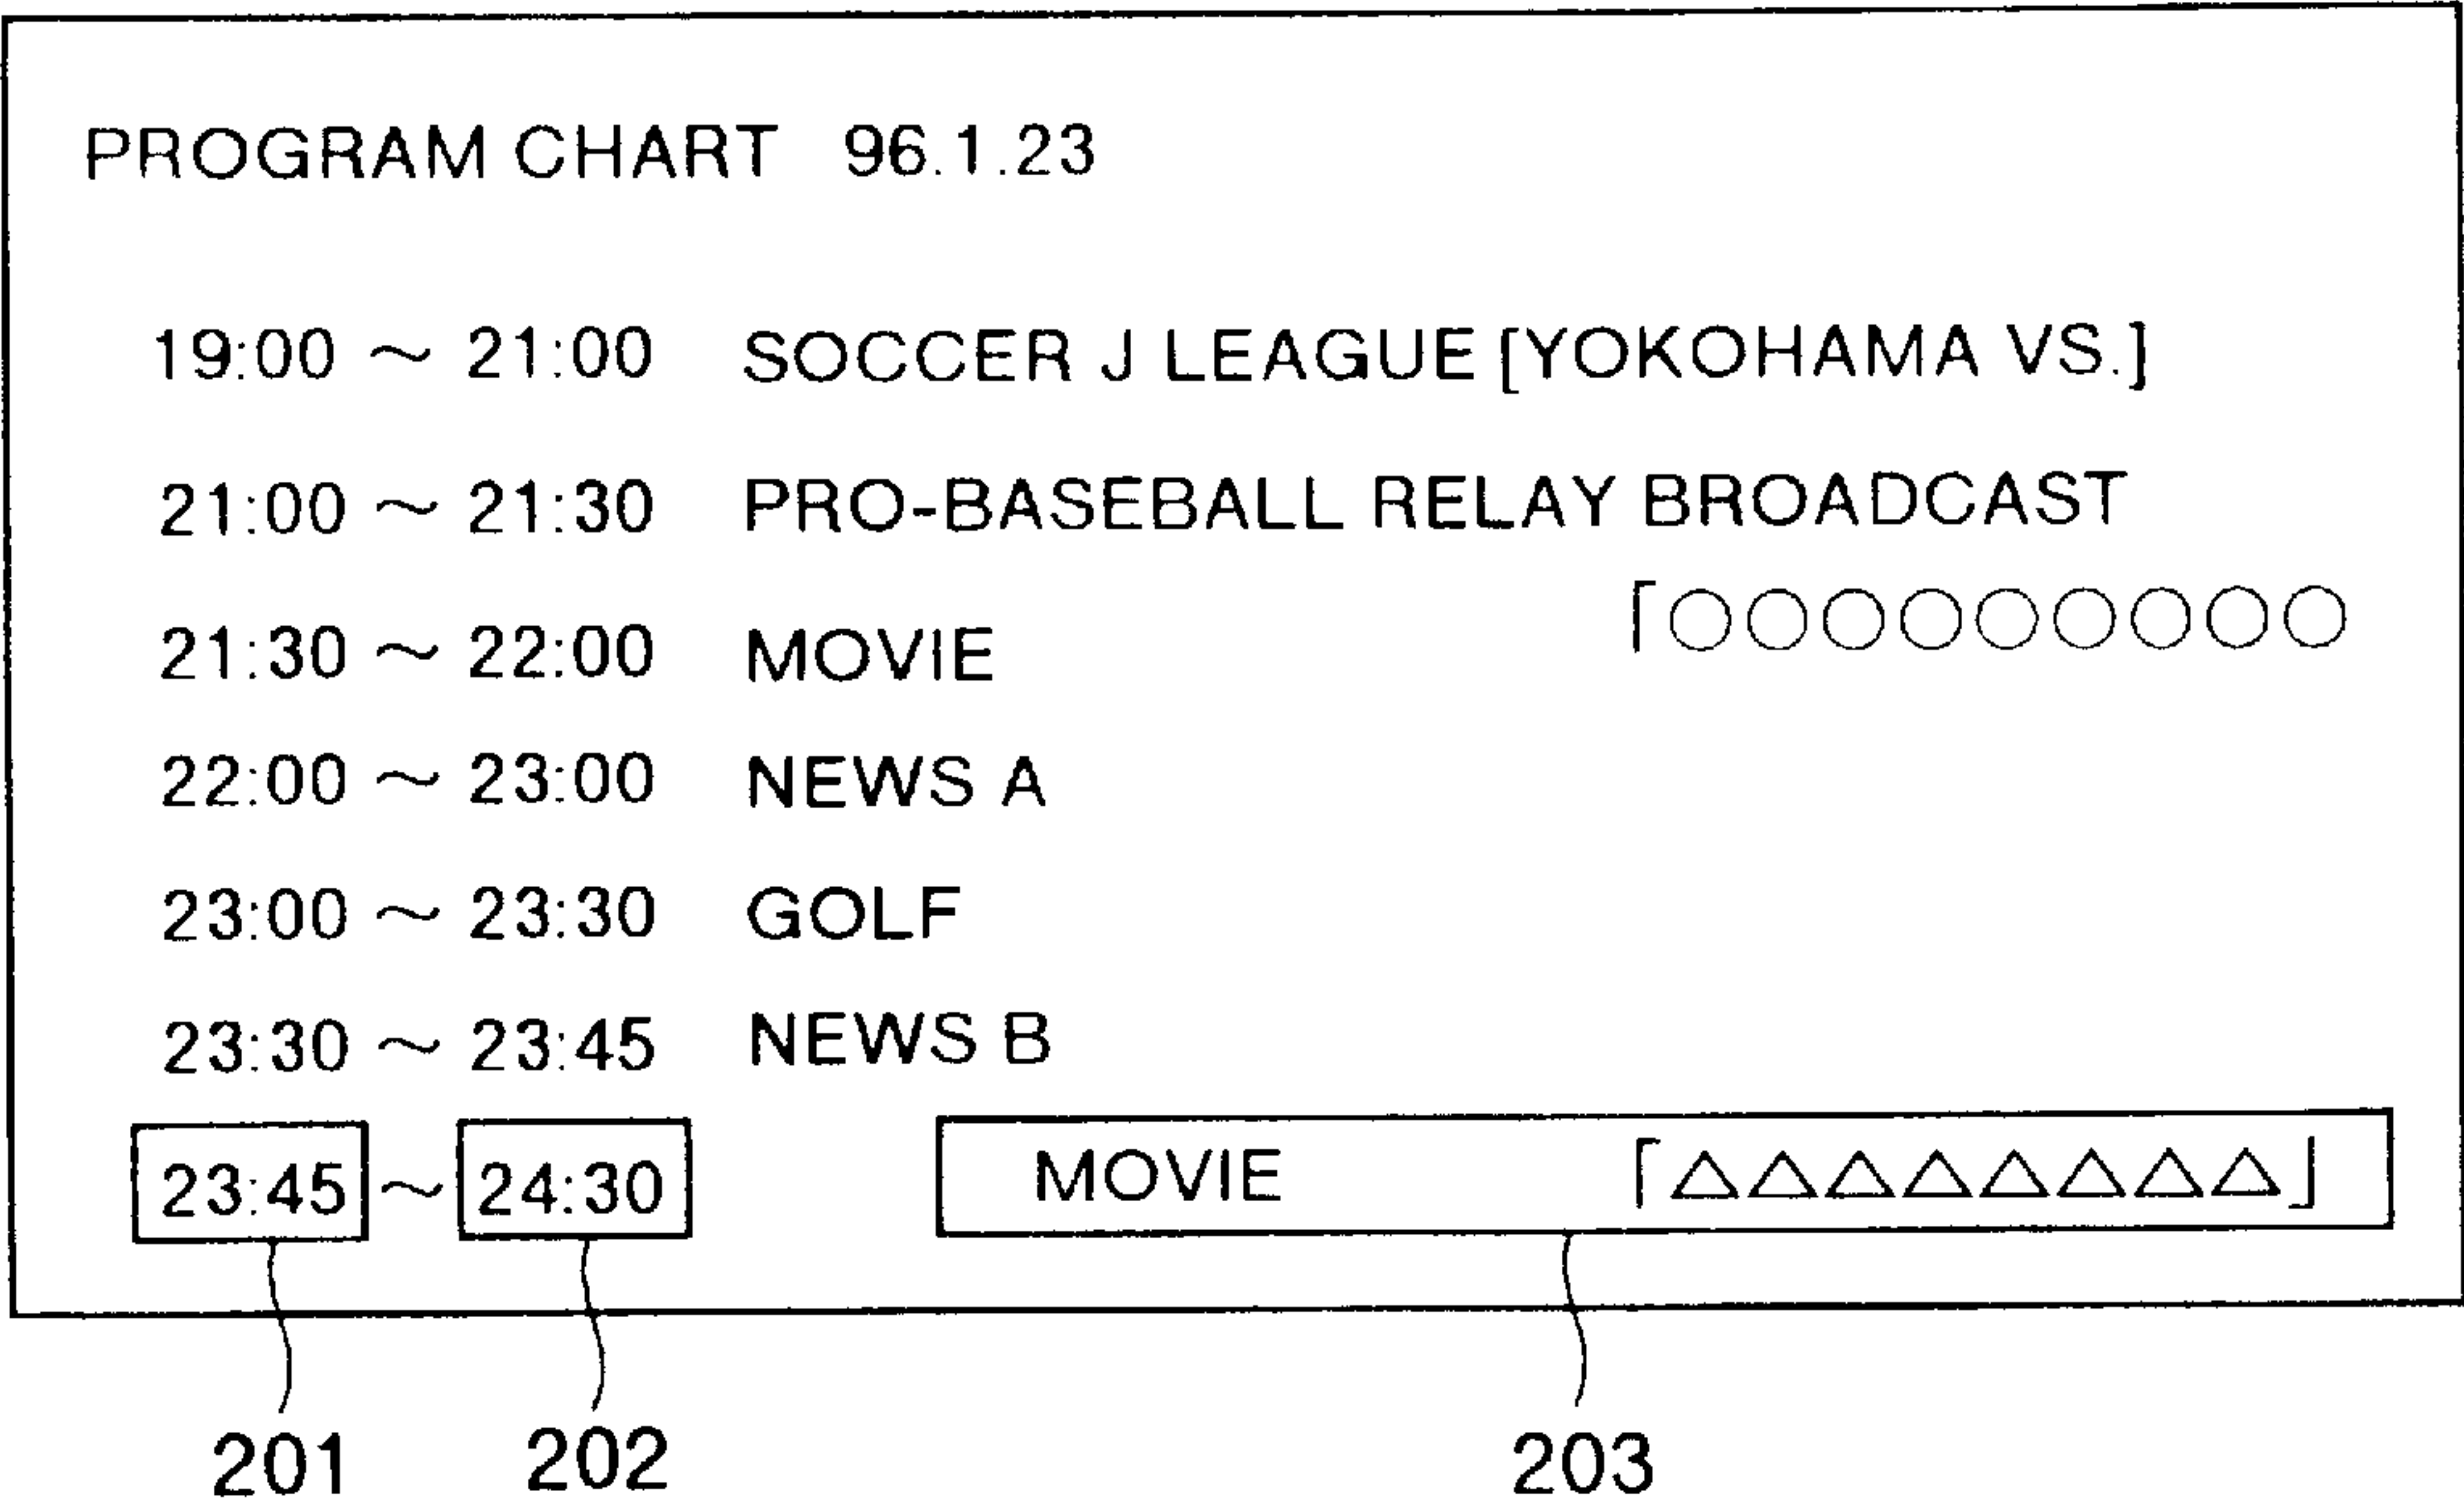 PROGRAM CHART 96.1.23
19:00 ~ 21:00 SOCCER J LEAGUE [YOKOHAMA VS.]
21:00 ~ 21:30 PRO-BASEBALL RELAY BROADCAST
21:30 ~ 22:00 MOVIE 「○○○○○○○○○
22:00 ~ 23:00 NEWS A
23:00 ~ 23:30 GOLF
23:30 ~ 23:45 NEWS B
23:45 ~ 24:30 MOVIE 「△△△△△△△△」
201 202 203